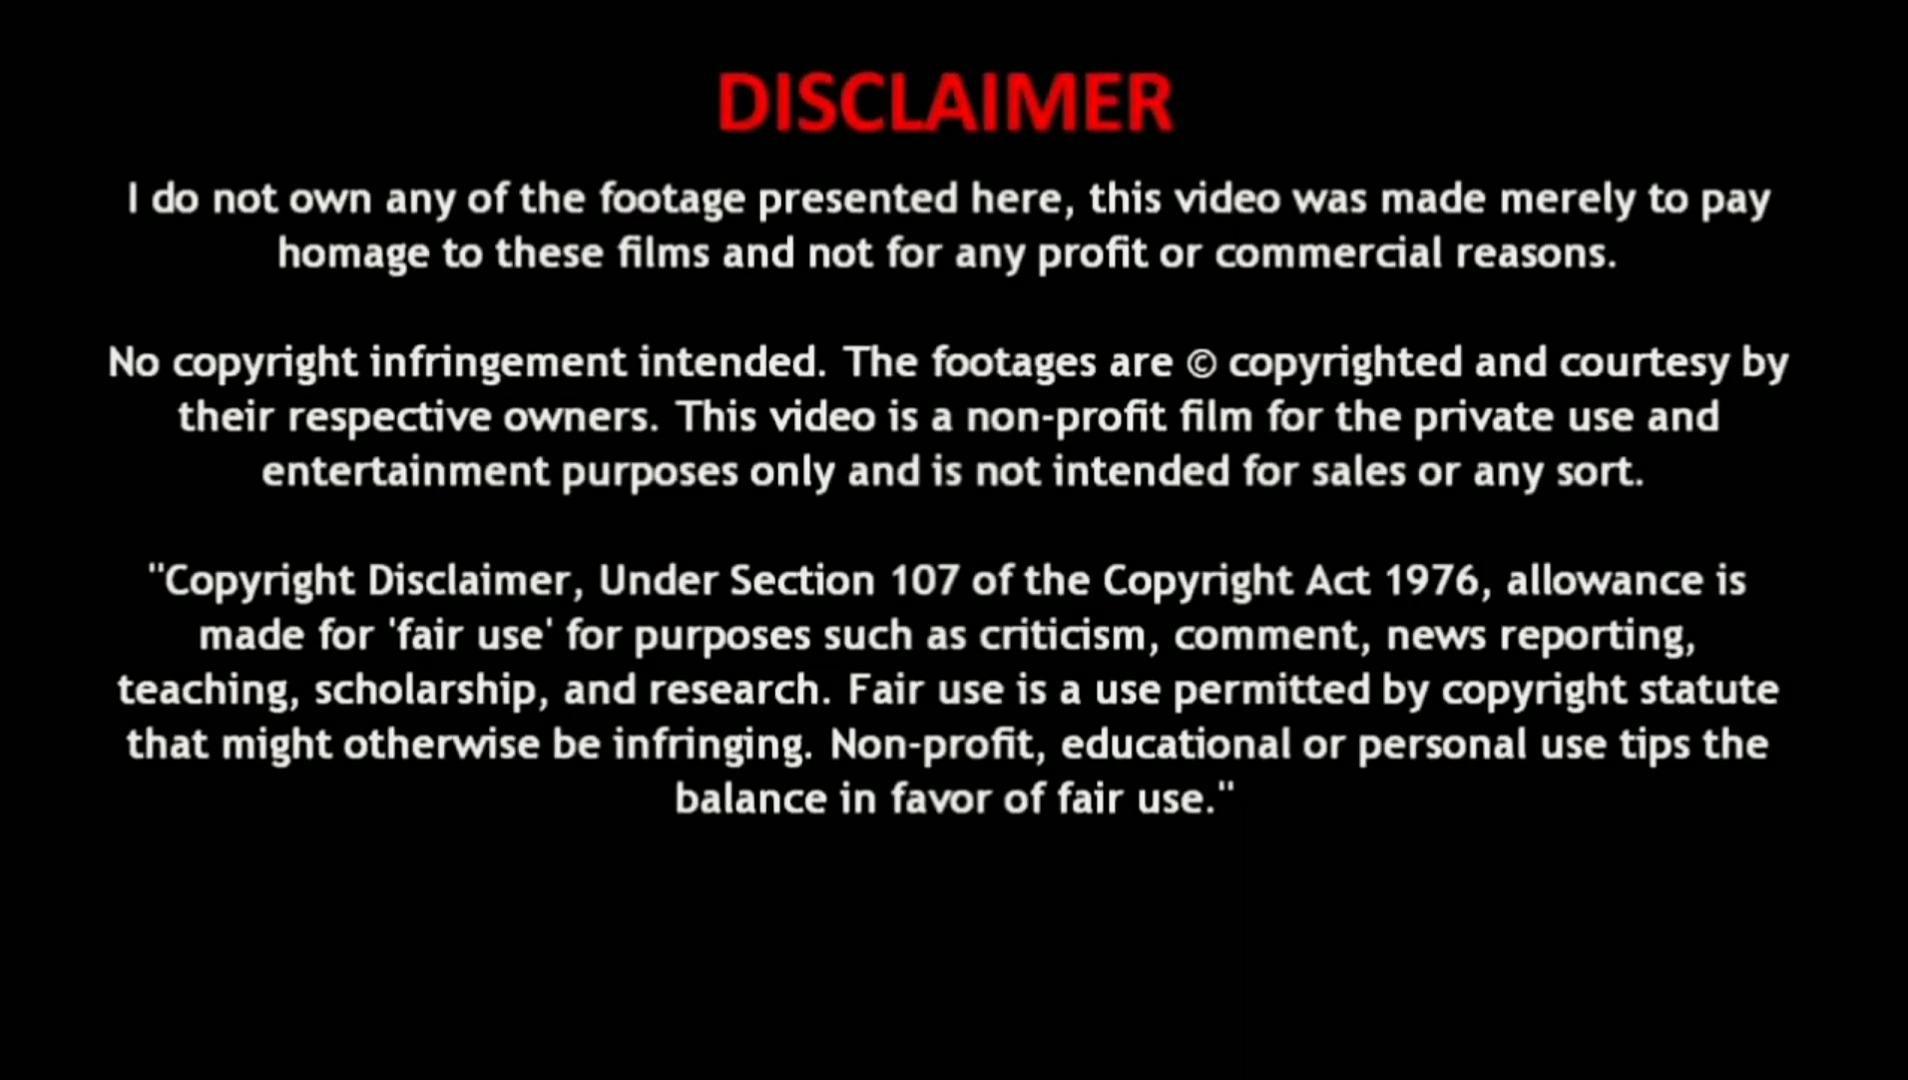 DISCLAIMER
I do not own any of the footage presented here, this video was made merely to pay
homage to these films and not for any profit or commercial reasons.
No copyright infringement intended. The footages are © copyrighted and courtesy by
their respective owners. This video is a non-profit film for the private use and
entertainment purposes only and is not intended for sales or any sort.
"Copyright Disclaimer, Under Section 107 of the Copyright Act 1976, allowance is
made for 'fair use' for purposes such as criticism, comment, news reporting,
teaching, scholarship, and research. Fair use is a use permitted by copyright statute
that might otherwise be infringing. Non-profit, educational or personal use tips the
balance in favor of fair use."